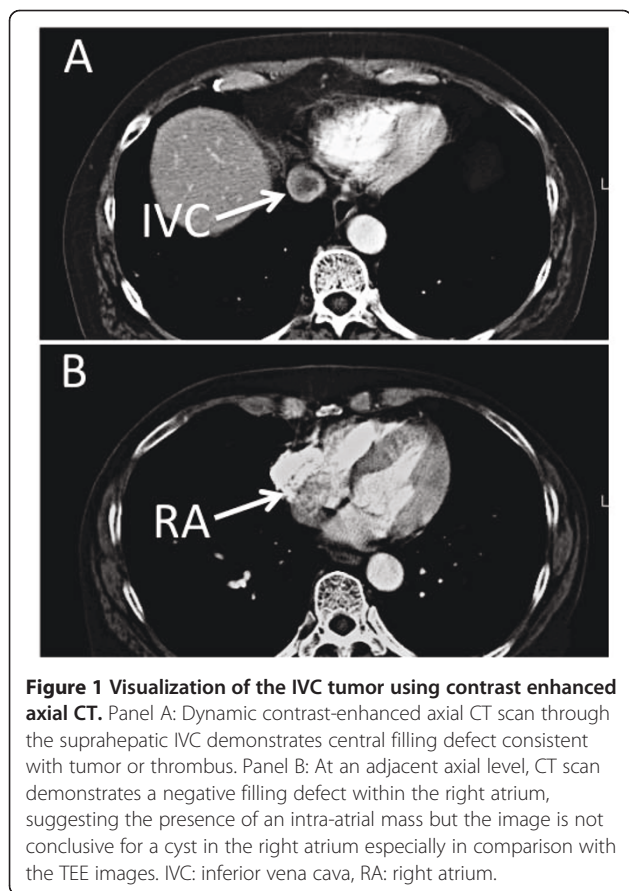 A
IVC
L
B
RA
L
Figure 1 Visualization of the IVC tumor using contrast enhanced
axial CT. Panel A: Dynamic contrast-enhanced axial CT scan through
the suprahepatic IVC demonstrates central filling defect consistent
with tumor or thrombus. Panel B: At an adjacent axial level, CT scan
demonstrates a negative filling defect within the right atrium,
suggesting the presence of an intra-atrial mass but the image is not
conclusive for a cyst in the right atrium especially in comparison with
the TEE images. IVC: inferior vena cava, RA: right atrium.